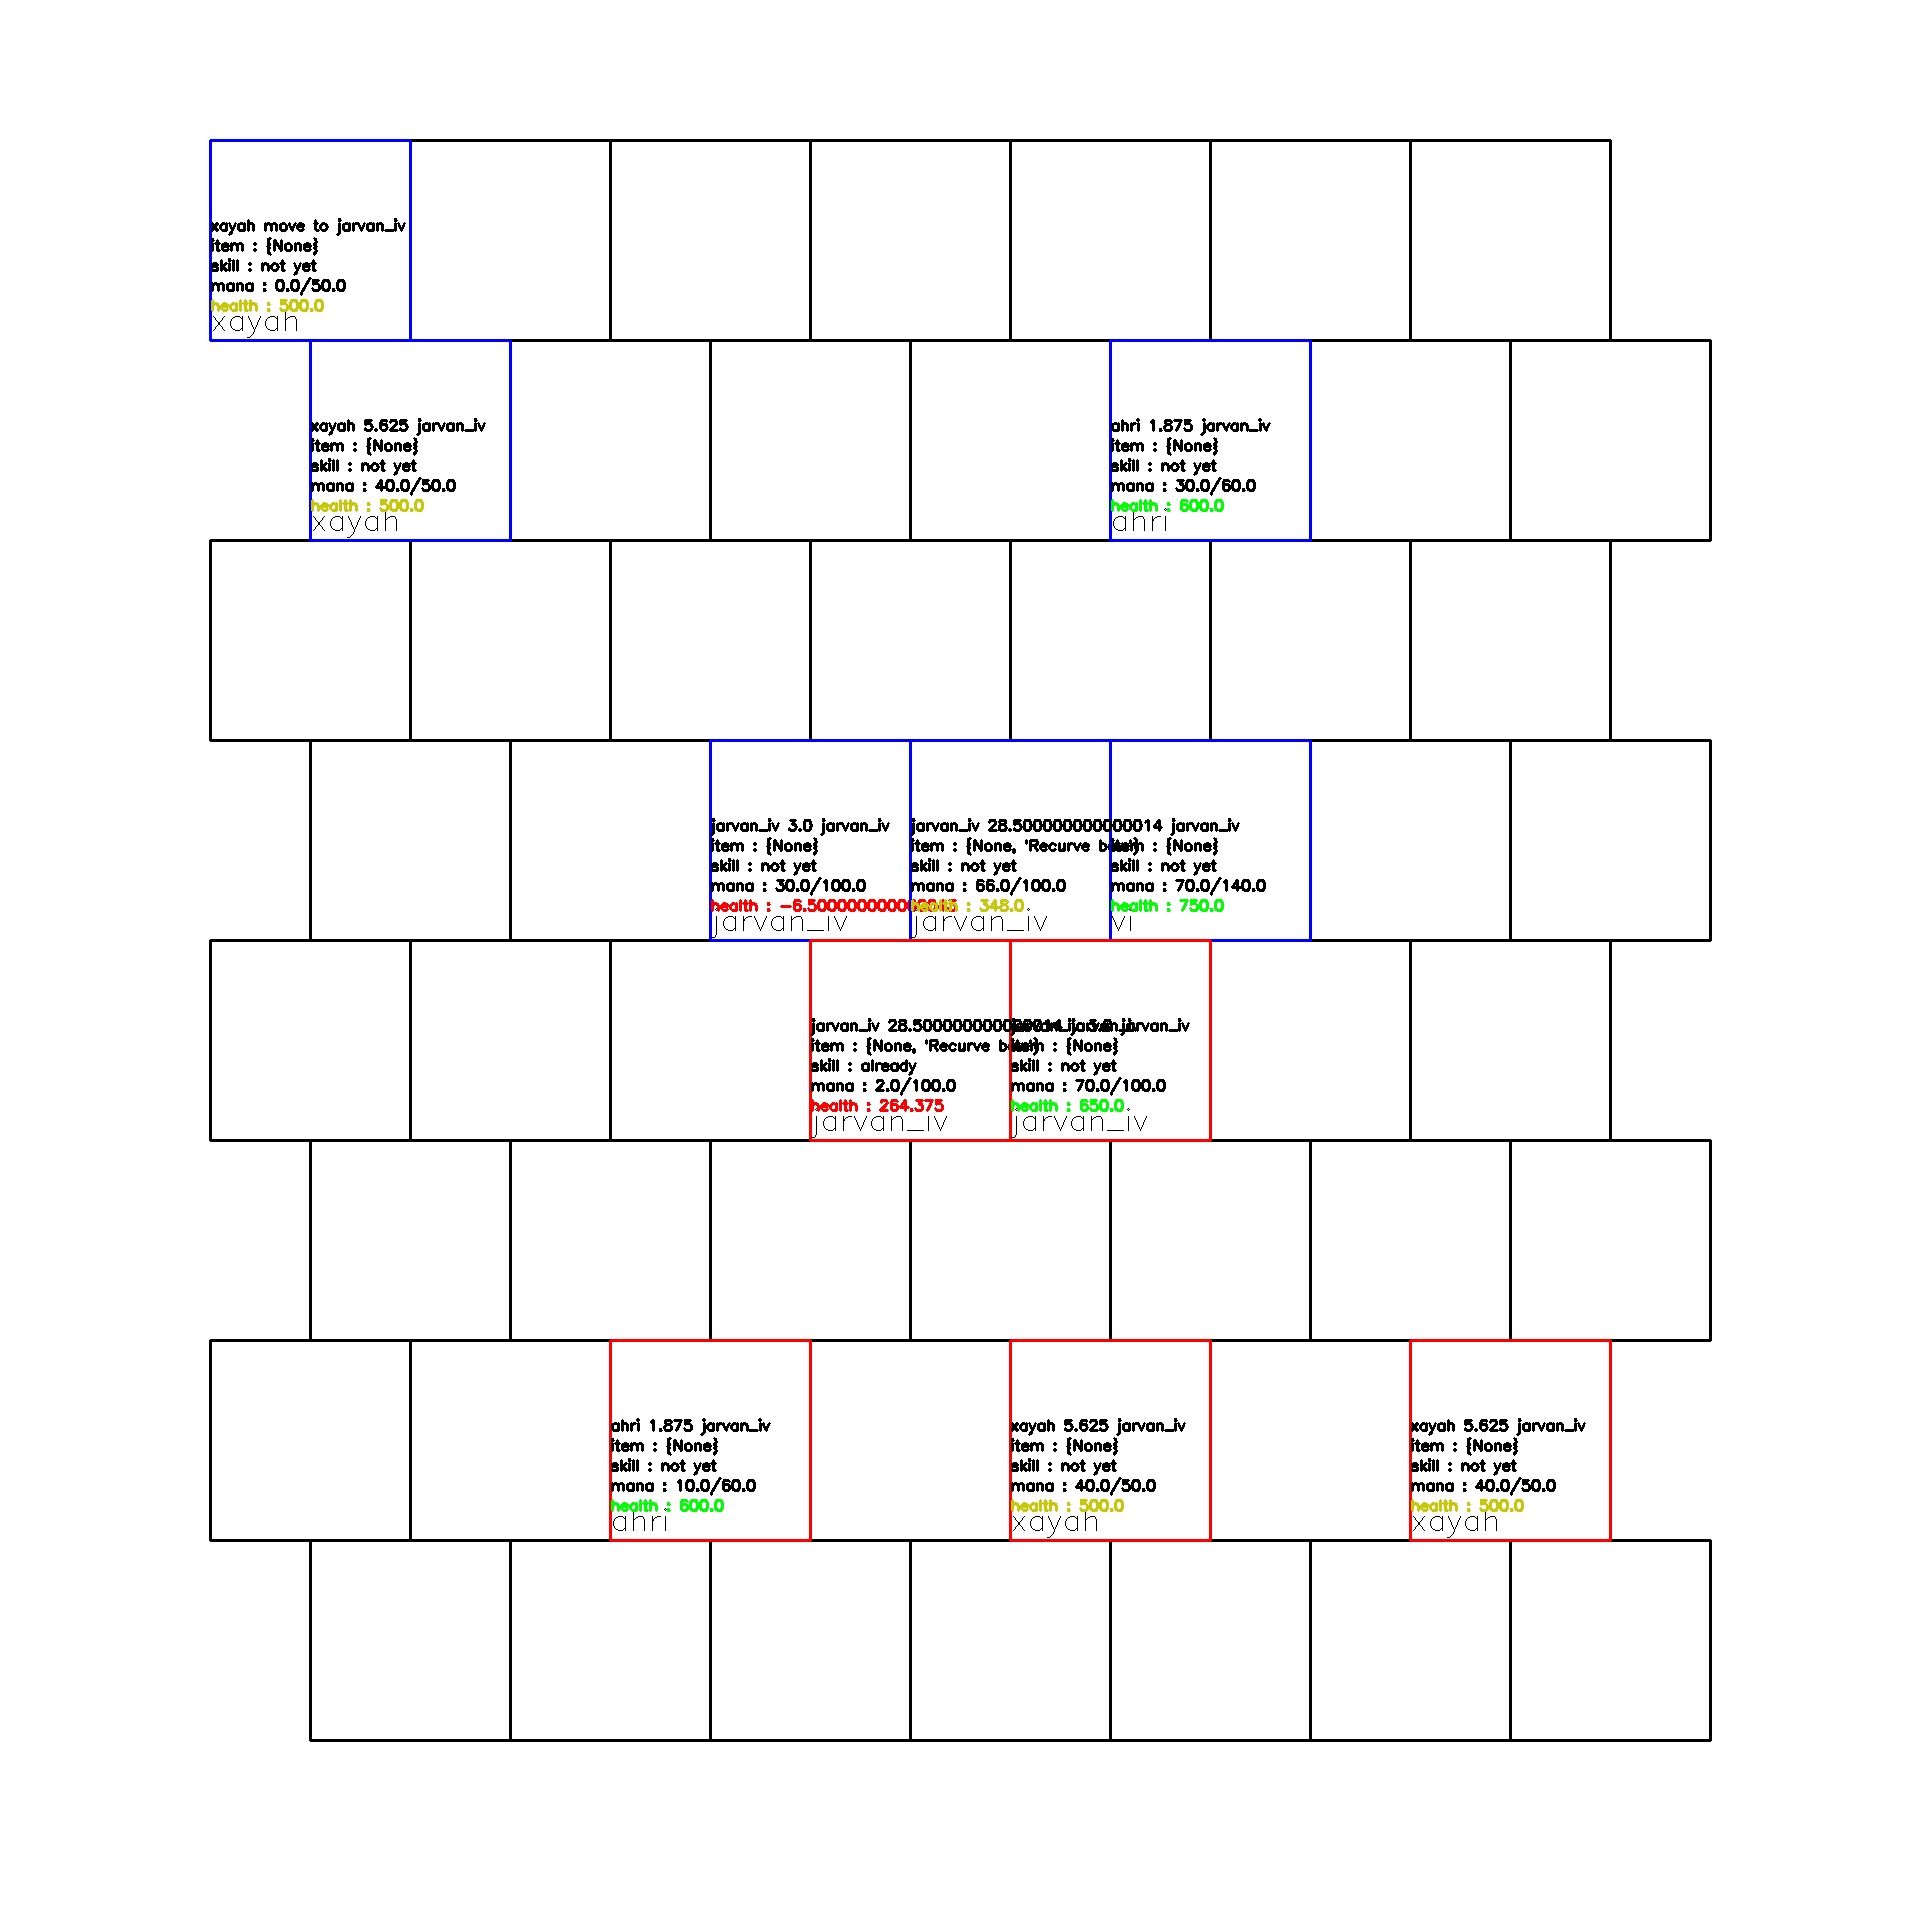 xayah move to jarvan_iv
item : {None}
skill : not yet
mana : 0.0/50.0
health : 500.0
xayah
xayah 5.625 jarvan_iv
item : {None}
skill : not yet
mana : 40.0/50.0
health : 500.0
xayah
ahri 1.875 jarvan_iv
item : {None}
skill : not yet
mana : 30.0/60.0
health : 600.0
ahri
jarvan_iv 3.0 jarvan_iv
item : {None}
skill : not yet
mana : 30.0/100.0
health : -6.5000000000
jarvan_iv
jarvan_iv 28.500000000000014 jarvan_iv
item : {None, 'Recurve
skill : not yet
mana : 66.0/100.0
health : 348.0
jarvan_iv
item : {None}
skill : not yet
mana : 70.0/140.0
health : 750.0
vi
jarvan_iv 28.5000000000
item : {None, 'Recurve
skill : already
mana : 2.0/100.0
health : 264.375
jarvan_iv
jarvan_iv
item : {None}
skill : not yet
mana : 70.0/100.0
health : 650.0
jarvan_iv
ahri 1.875 jarvan_iv
item : {None}
skill : not yet
mana : 10.0/60.0
health : 600.0
ahri
xayah 5.625 jarvan_iv
item : {None}
skill : not yet
mana : 40.0/50.0
health : 500.0
xayah
xayah 5.625 jarvan_iv
item : {None}
skill : not yet
mana : 40.0/50.0
health : 500.0
xayah